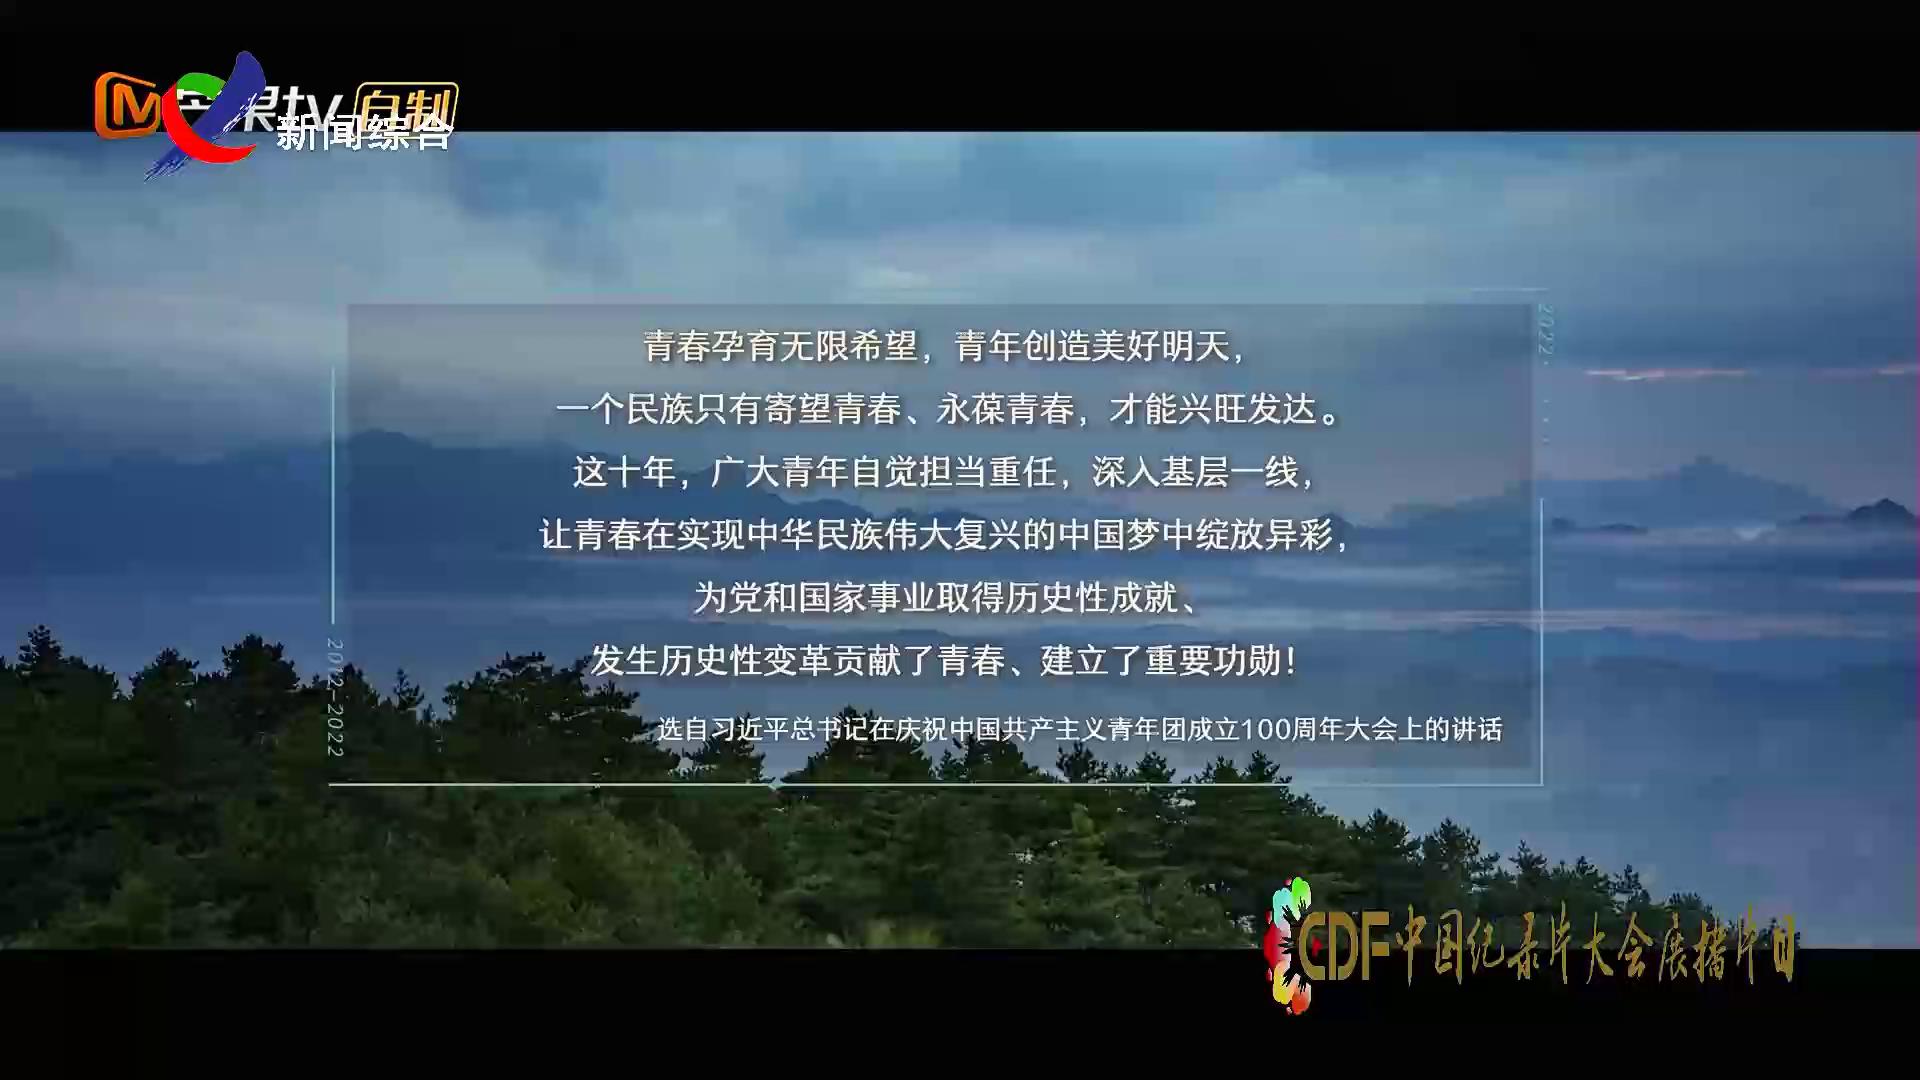 芒果tv 自制
新闻综合
青春孕育无限希望，青年创造美好明天，
一个民族只有寄望青春、永葆青春，才能兴旺发达。
这十年，广大青年自觉担当重任，深入基层一线，
让青春在实现中华民族伟大复兴的中国梦中绽放异彩，
为党和国家事业取得历史性成就、
发生历史性变革贡献了青春、建立了重要功勋！
选自习近平总书记在庆祝中国共产主义青年团成立100周年大会上的讲话
2012-2022
CDF中国纪录片大会展播片目